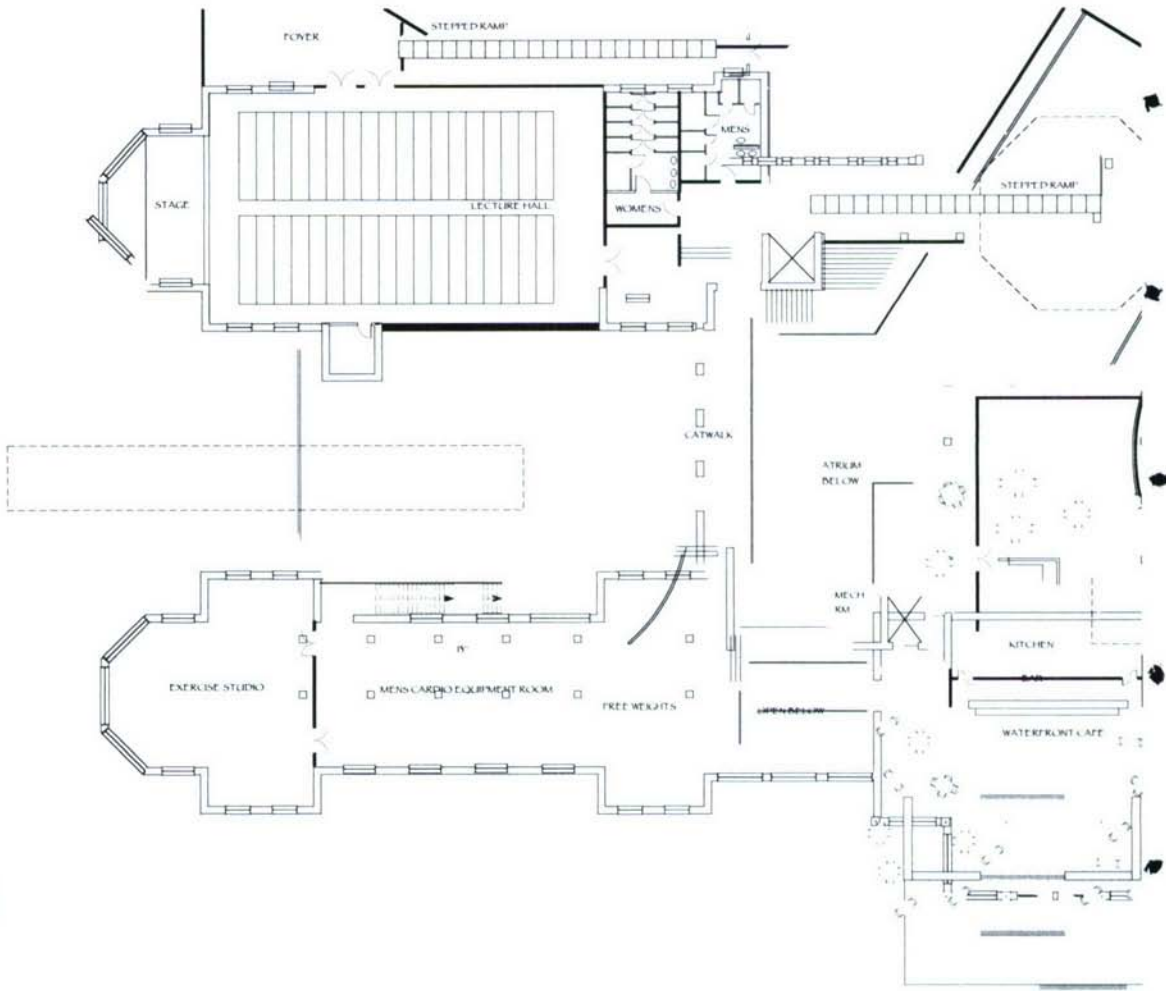 STEPPED RAMP
FOYER
MENS
STAGE
LECTURE HALL
WOMENS
STEPPED RAMP
CATWALK
ATRIUM
BELOW
MECH
RM
KITCHEN
EXERCISE STUDIO
MENS CARDIO EQUIPMENT ROOM
BAR
FREE WEIGHTS
OPEN BELOW
WATERFRONT CAFE